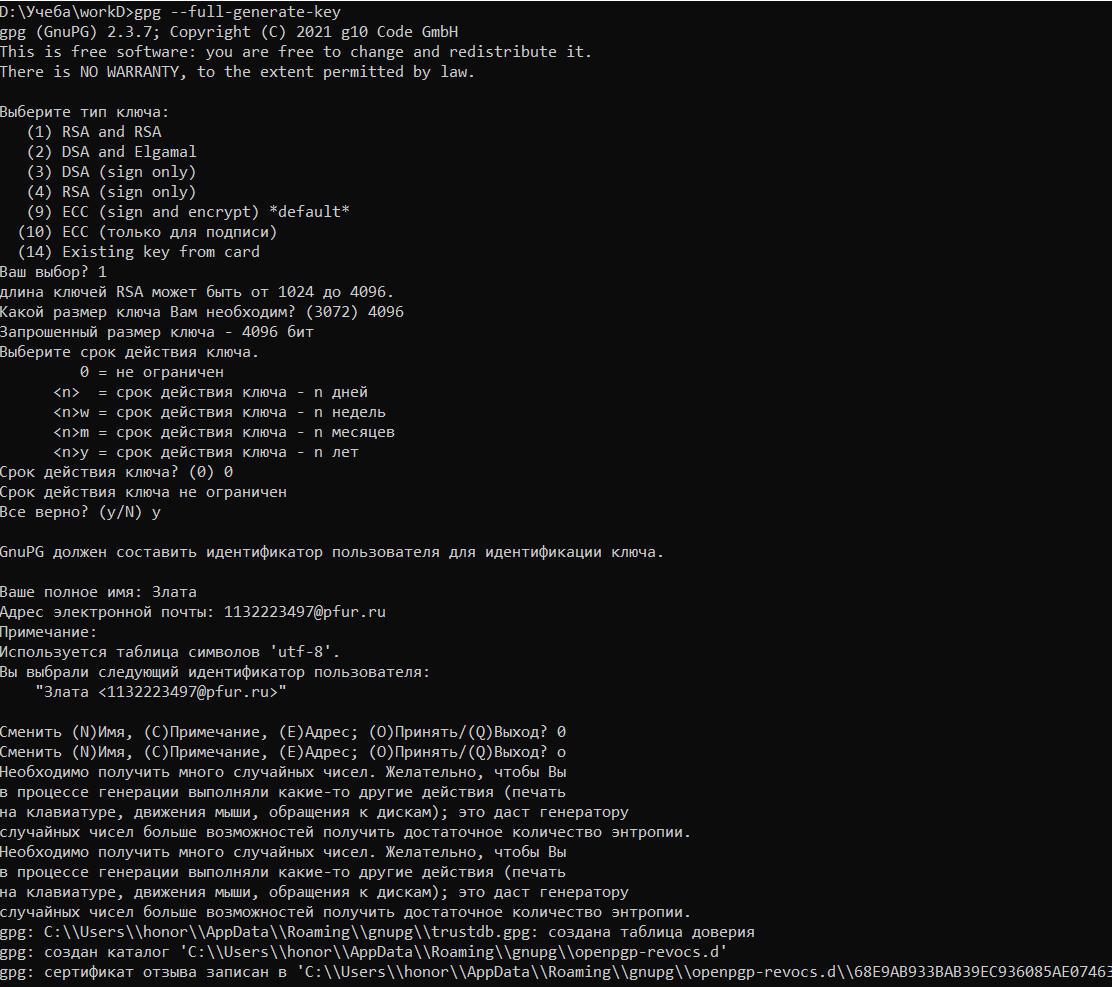 D:\Учеба\workD>gpg --full-generate-key
gpg (GnuPG) 2.3.7; Copyright (C) 2021 g10 Code GmbH
This is free software: you are free to change and redistribute it.
There is NO WARRANTY, to the extent permitted by law.

Выберите тип ключа:
   (1) RSA and RSA
   (2) DSA and Elgamal
   (3) DSA (sign only)
   (4) RSA (sign only)
   (9) ECC (sign and encrypt) *default*
  (10) ECC (только для подписи)
  (14) Existing key from card
Ваш выбор? 1
длина ключей RSA может быть от 1024 до 4096.
Какой размер ключа Вам необходим? (3072) 4096
Запрошенный размер ключа - 4096 бит
Выберите срок действия ключа.
         0 = не ограничен
      <n>  = срок действия ключа - n дней
      <n>w = срок действия ключа - n недель
      <n>m = срок действия ключа - n месяцев
      <n>y = срок действия ключа - n лет
Срок действия ключа? (0) 0
Срок действия ключа не ограничен
Все верно? (y/N) y

GnuPG должен составить идентификатор пользователя для идентификации ключа.

Ваше полное имя: Злата
Адрес электронной почты: 1132223497@pfur.ru
Примечание:
Используется таблица символов 'utf-8'.
Вы выбрали следующий идентификатор пользователя:
    "Злата <1132223497@pfur.ru>"

Сменить (N)Имя, (C)Примечание, (E)Адрес; (O)Принять/(Q)Выход? 0
Сменить (N)Имя, (C)Примечание, (E)Адрес; (O)Принять/(Q)Выход? o
Необходимо получить много случайных чисел. Желательно, чтобы Вы
в процессе генерации выполняли какие-то другие действия (печать
на клавиатуре, движения мыши, обращения к дискам); это даст генератору
случайных чисел больше возможностей получить достаточное количество энтропии.
Необходимо получить много случайных чисел. Желательно, чтобы Вы
в процессе генерации выполняли какие-то другие действия (печать
на клавиатуре, движения мыши, обращения к дискам); это даст генератору
случайных чисел больше возможностей получить достаточное количество энтропии.
gpg: C:\\Users\\honor\\AppData\\Roaming\\gnupg\\trustdb.gpg: создана таблица доверия
gpg: создан каталог 'C:\\Users\\honor\\AppData\\Roaming\\gnupg\\openpgp-revocs.d'
gpg: сертификат отзыва записан в 'C:\\Users\\honor\\AppData\\Roaming\\gnupg\\openpgp-revocs.d\\68E9AB933BAB39EC936085AE07463